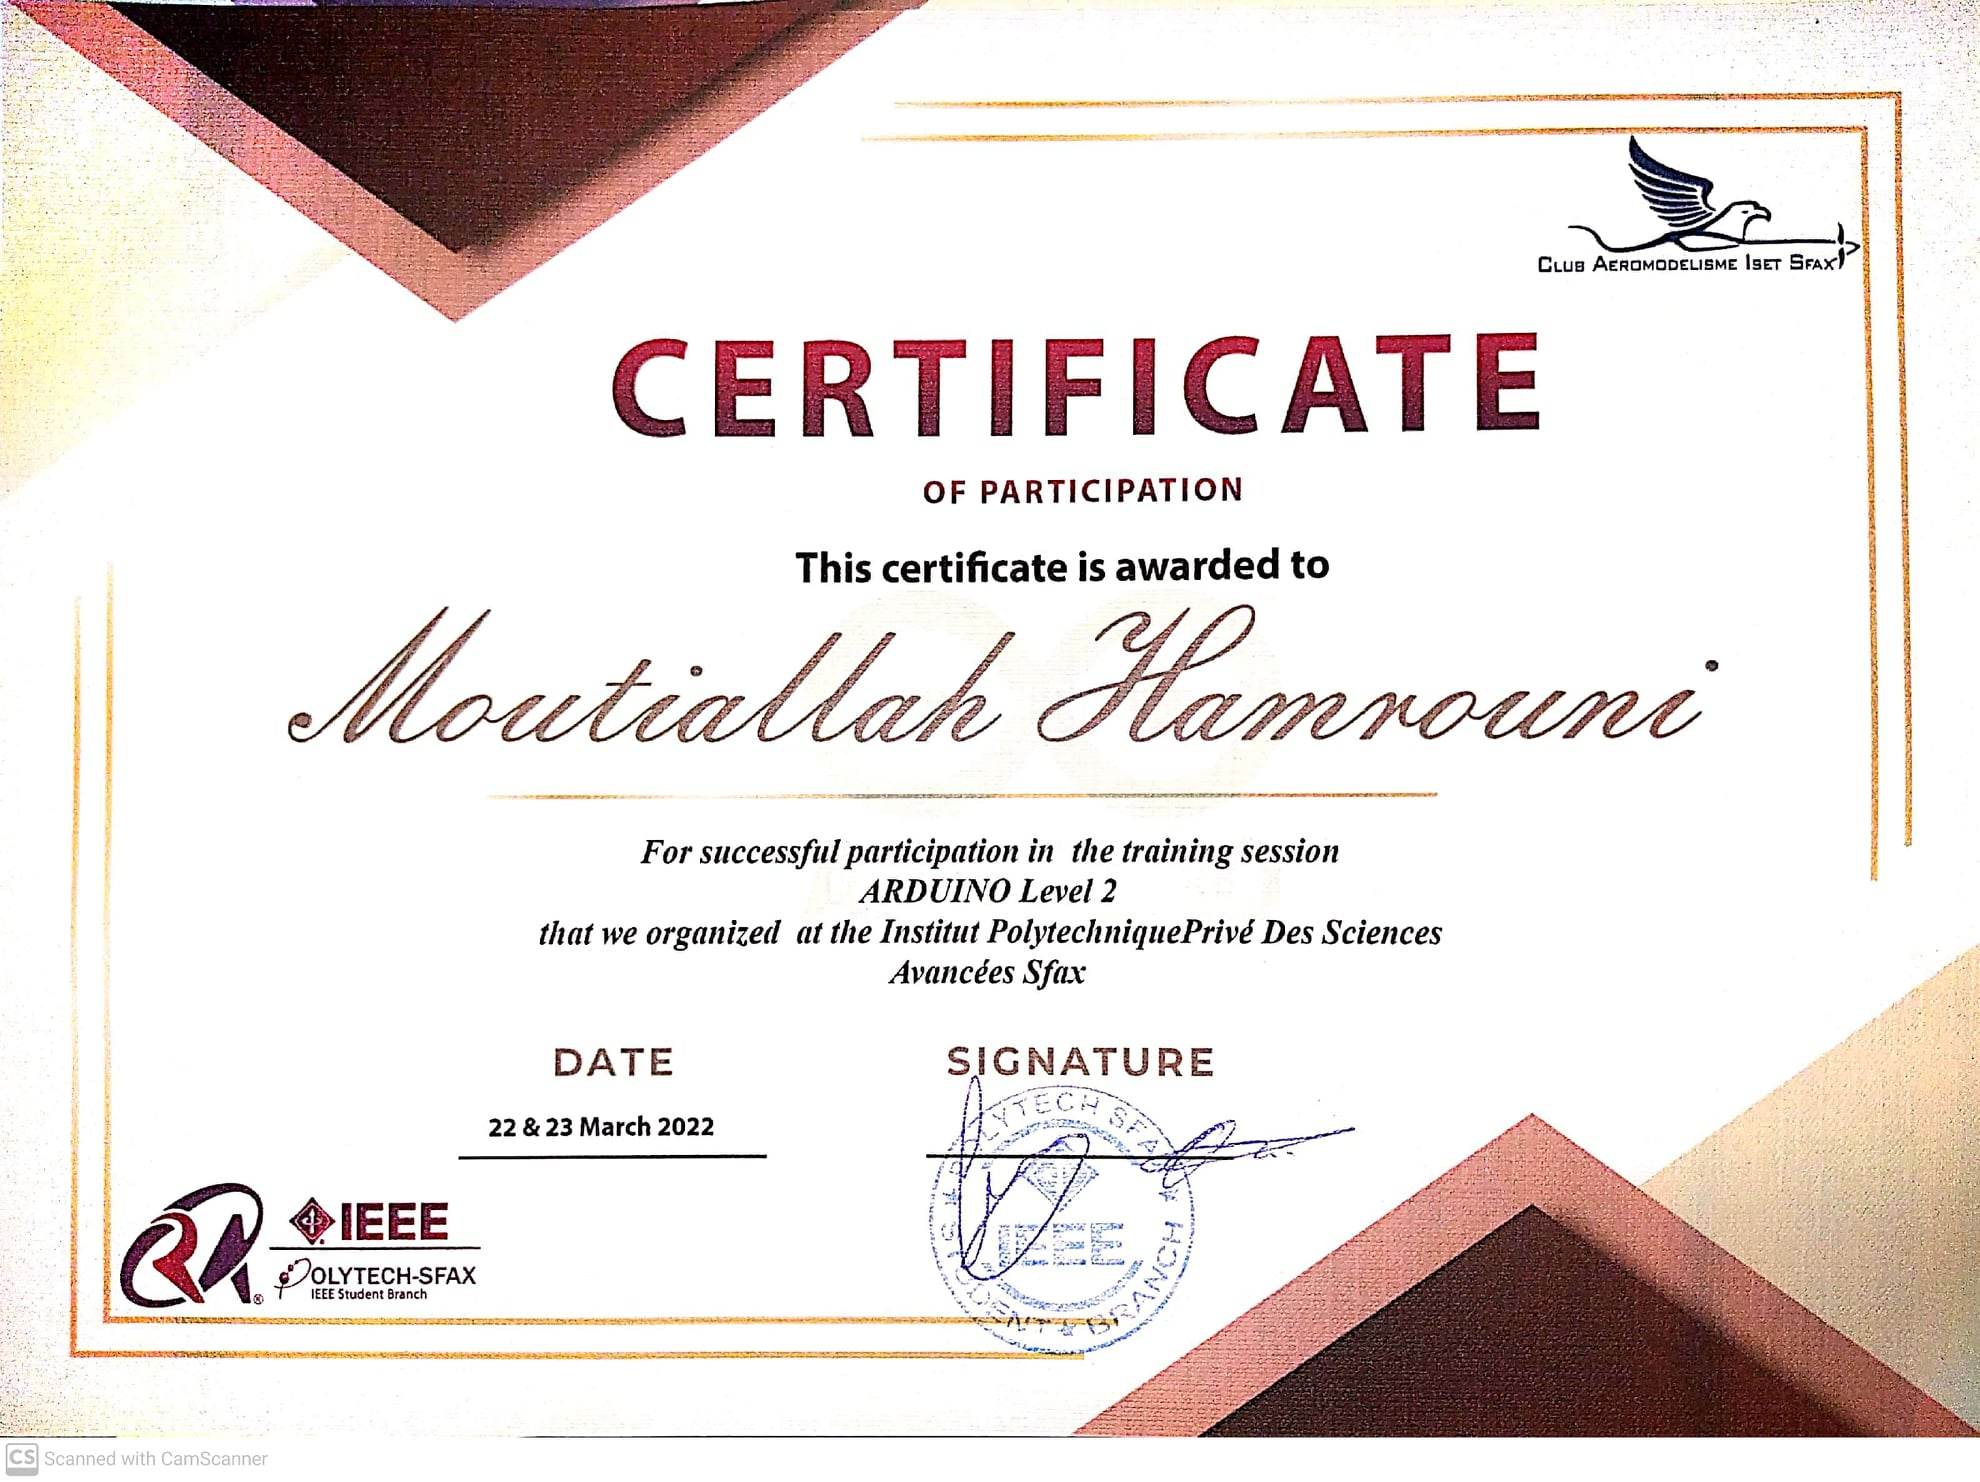 CLUB AEROMODELISME ISET SFAX
CERTIFICATE
OF PARTICIPATION
This certificate is awarded to
Moutiallah Hamrouni
For successful participation in the training session
ARDUINO Level 2
that we organized at the Institut PolytechniquePrivé Des Sciences
Avancées Sfax
DATE
SIGNATURE
22 & 23 March 2022
POLYTECH SFAX
IEEE
STUDENT BRANCH
RA
IEEE
POLYTECH-SFAX
IEEE Student Branch
CS Scanned with CamScanner